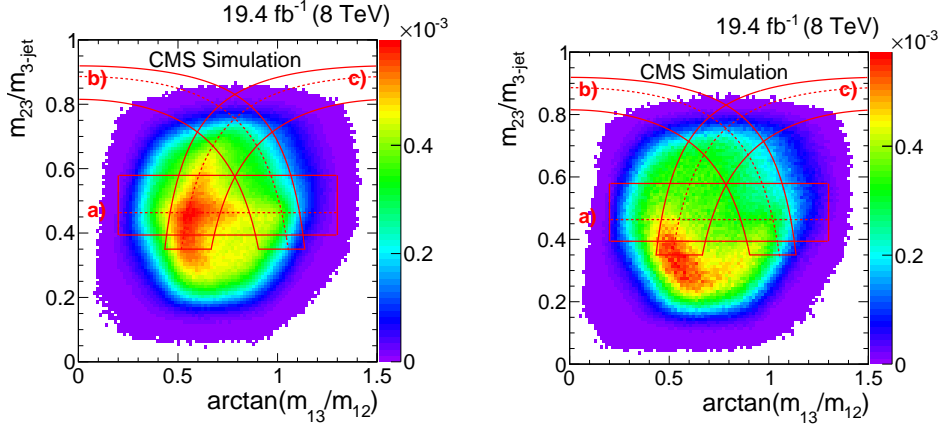 19.4 fb⁻¹ (8 TeV)
×10⁻³
CMS Simulation
b)
c)
a)
m₂₃/m₃₋ⱼₑₜ
1
0.8
0.6
0.4
0.2
0
0 0.5 1 1.5
arctan(m₁₃/m₁₂)
0.4
0.2
0
19.4 fb⁻¹ (8 TeV)
×10⁻³
CMS Simulation
b)
c)
a)
m₂₃/m₃₋ⱼₑₜ
1
0.8
0.6
0.4
0.2
0
0 0.5 1 1.5
arctan(m₁₃/m₁₂)
0.4
0.2
0